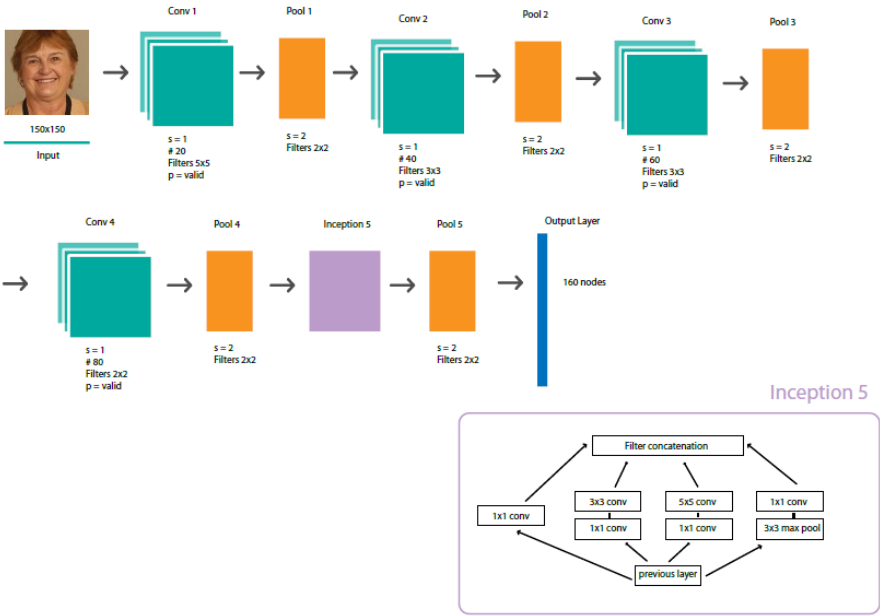 Conv 1
Pool 1
Conv 2
Pool 2
Conv 3
Pool 3
150x150
Input
s = 1
# 20
Filters 5x5
p = valid
s = 2
Filters 2x2
s = 1
# 40
Filters 3x3
p = valid
s = 2
Filters 2x2
s = 1
# 60
Filters 3x3
p = valid
s = 2
Filters 2x2
Conv 4
Pool 4
Inception 5
Pool 5
Output Layer
160 nodes
s = 1
# 80
Filters 2x2
p = valid
s = 2
Filters 2x2
s = 2
Filters 2x2
Inception 5
Filter concatenation
3x3 conv
5x5 conv
1x1 conv
1x1 conv
1x1 conv
1x1 conv
3x3 max pool
previous layer